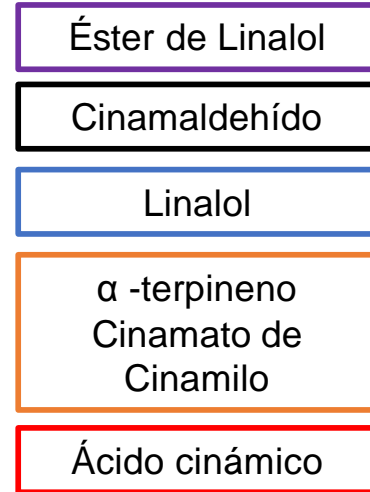 Éster de Linalol
Cinamaldehído
Linalol
α -terpineno
Cinamato de
Cinamilo
Ácido cinámico